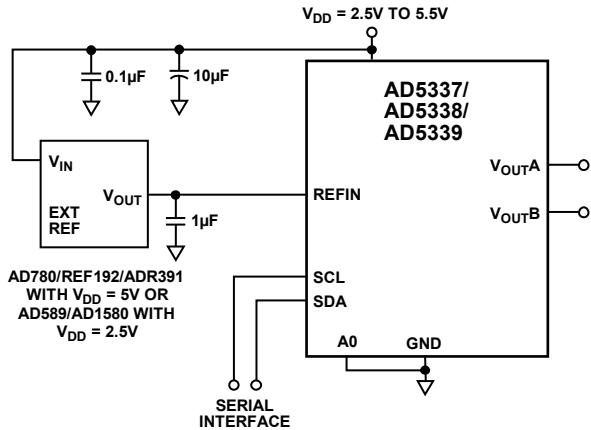 V_DD = 2.5V TO 5.5V
0.1µF
10µF
AD5337/
AD5338/
AD5339
V_IN
V_OUT
EXT
REF
1µF
REFIN
V_OUTA
V_OUTB
AD780/REF192/ADR391
WITH V_DD = 5V OR
AD589/AD1580 WITH
V_DD = 2.5V
SCL
SDA
A0
GND
SERIAL
INTERFACE